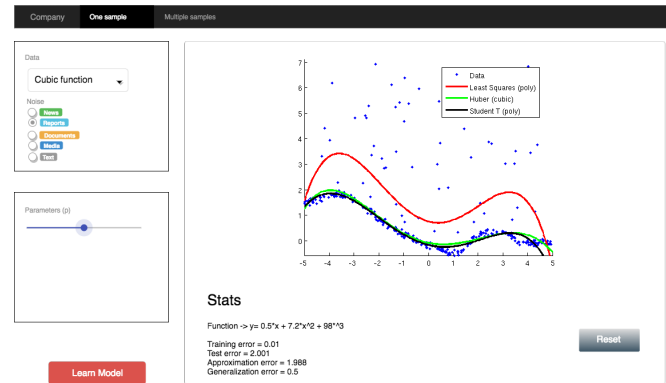 Company One sample Multiple samples
Data
Cubic function
Noise
News
Reports
Documents
Media
Text
Parameters (p)
Learn Model
7
6
5
4
3
2
1
0
-5 -4 -3 -2 -1 0 1 2 3 4 5
Data
Least Squares (poly)
Huber (cubic)
Student T (poly)
Stats
Function -> y= 0.5*x + 7.2*x^2 + 98*^3
Training error = 0.01
Test error = 2.001
Approximation error = 1.988
Generalization error = 0.5
Reset